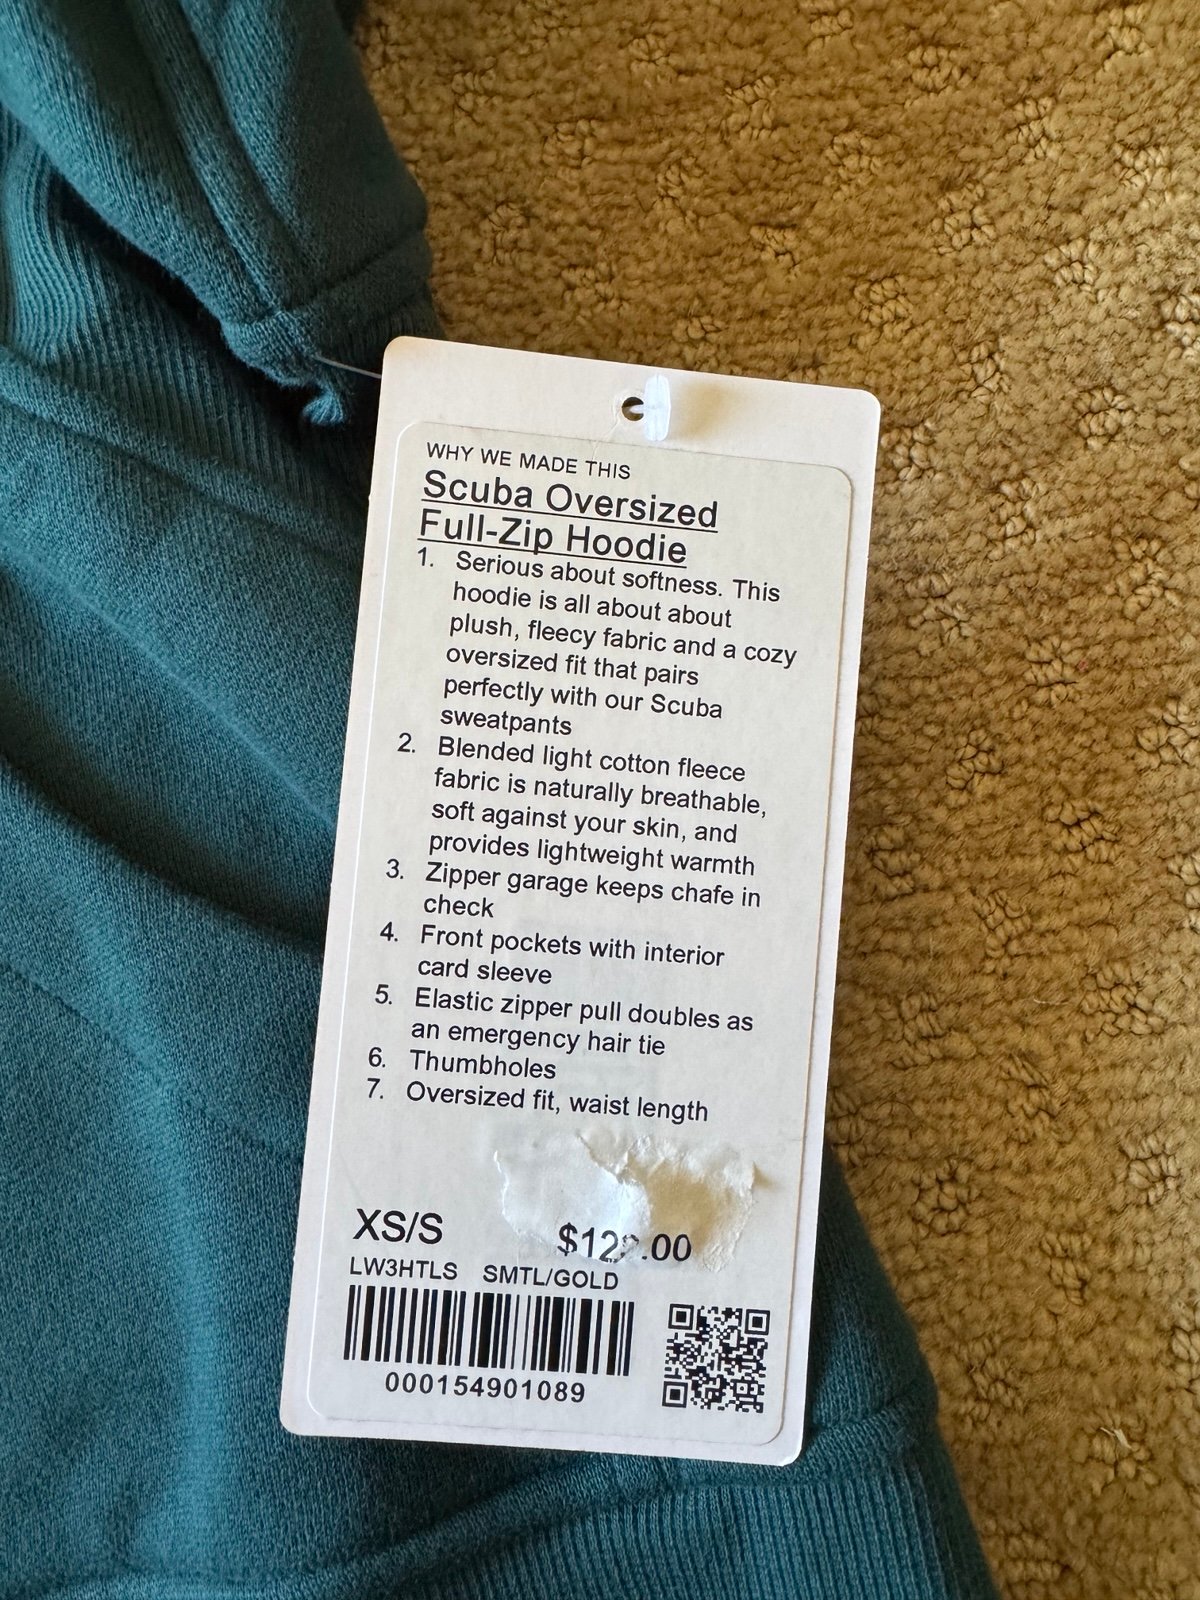 WHY WE MADE THIS
Scuba Oversized
Full-Zip Hoodie
1. Serious about softness. This
hoodie is all about about
plush, fleecy fabric and a cozy
oversized fit that pairs
perfectly with our Scuba
sweatpants
2. Blended light cotton fleece
fabric is naturally breathable,
soft against your skin, and
provides lightweight warmth
3. Zipper garage keeps chafe in
check
4. Front pockets with interior
card sleeve
5. Elastic zipper pull doubles as
an emergency hair tie
6. Thumbholes
7. Oversized fit, waist length
XS/S
LW3HTLS SMTL/GOLD
000154901089